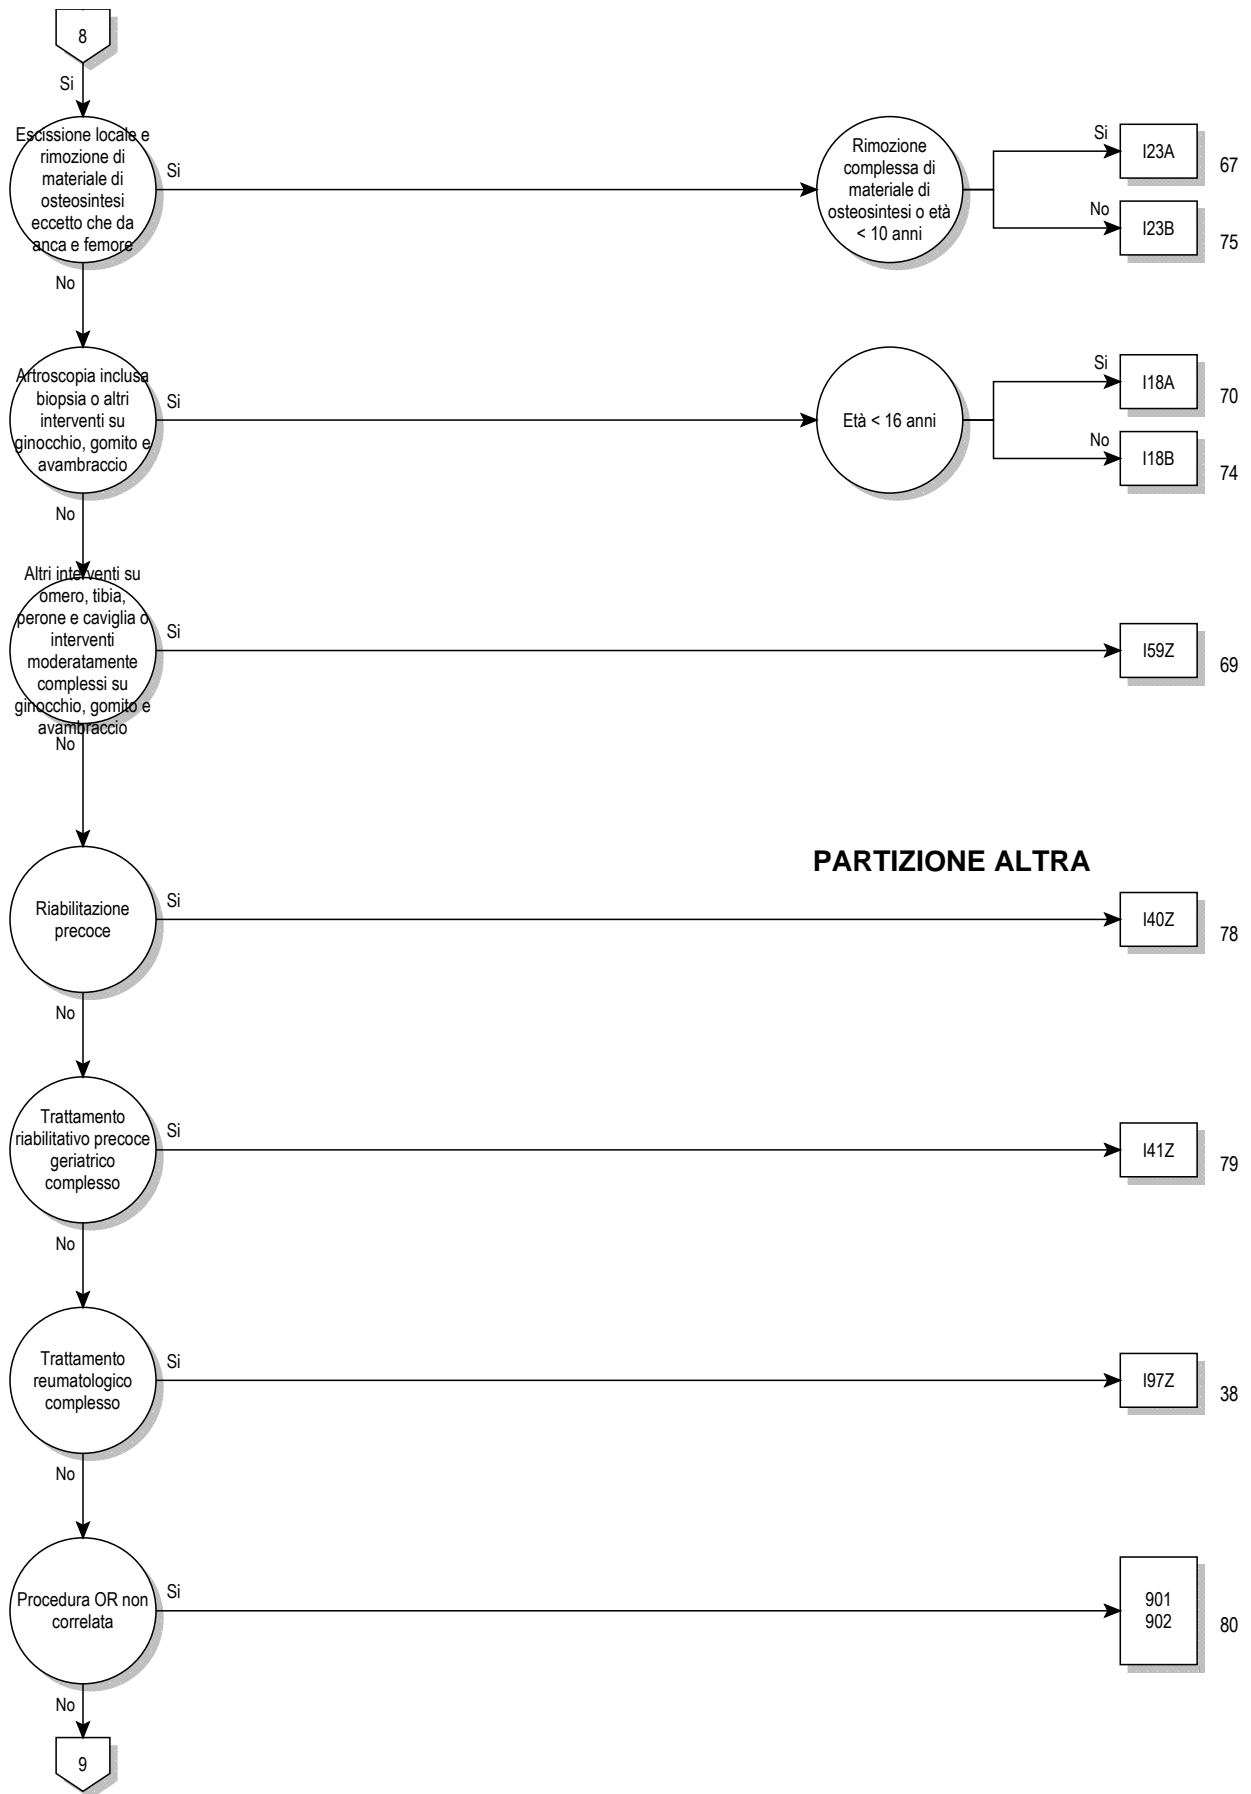 8
Si
Escissione locale e
rimozione di
materiale di
osteosintesi
eccetto che da
anca e femore
Si
Rimozione
complessa di
materiale di
osteosintesi o età
< 10 anni
Si
I23A
67
No
I23B
75
No
Artroscopia inclusa
biopsia o altri
interventi su
ginocchio, gomito e
avambraccio
Si
Età < 16 anni
Si
I18A
70
No
I18B
74
No
Altri interventi su
omero, tibia,
perone e caviglia o
interventi
moderatamente
complessi su
ginocchio, gomito e
avambraccio
Si
I59Z
69
No
PARTIZIONE ALTRA
Riabilitazione
precoce
Si
I40Z
78
No
Trattamento
riabilitativo precoce
geriatrico
complesso
Si
I41Z
79
No
Trattamento
reumatologico
complesso
Si
I97Z
38
No
Procedura OR non
correlata
Si
901
902
80
No
9